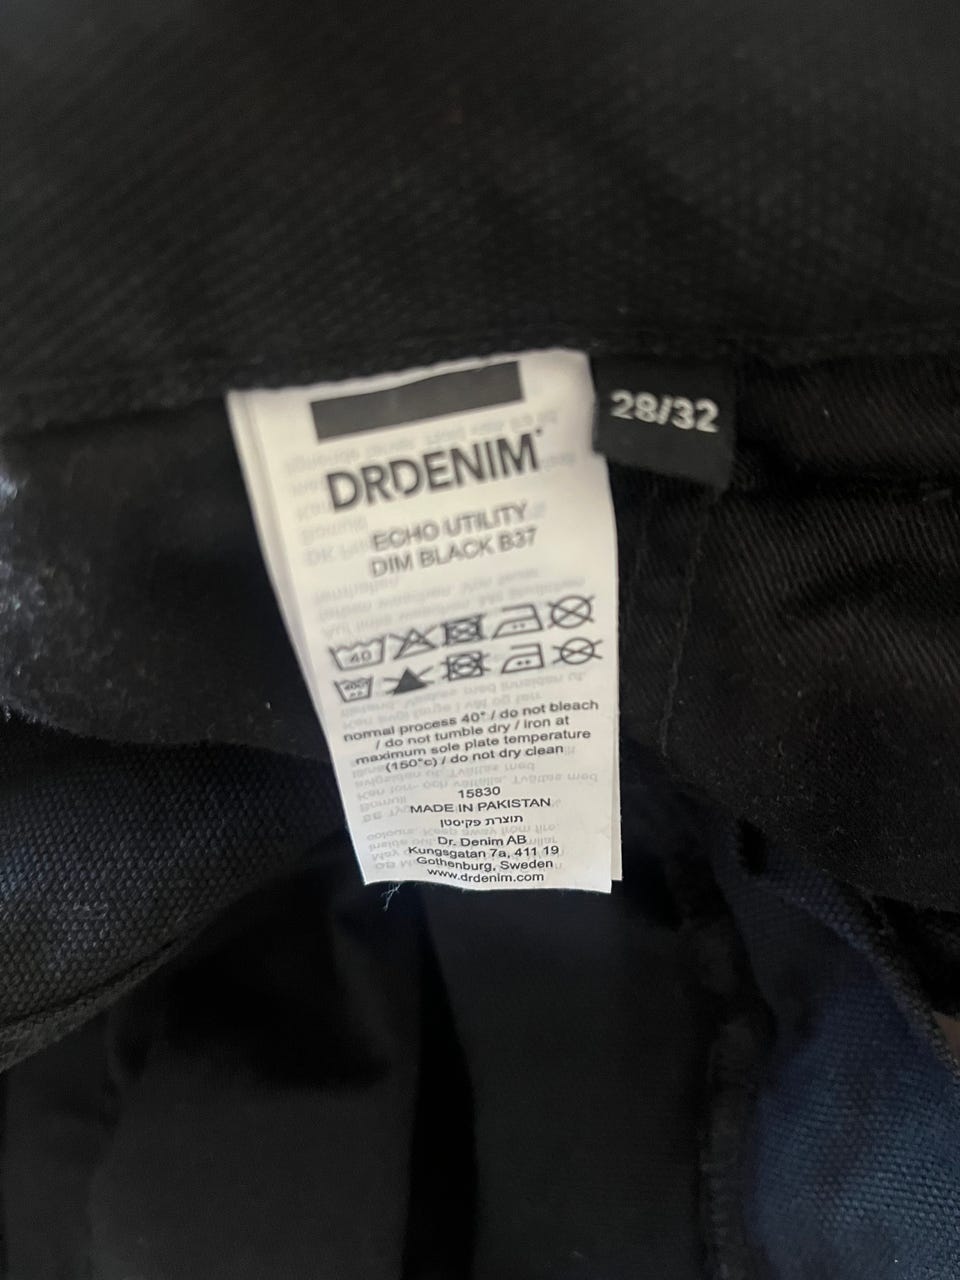 28/32
DRDENIM
ECHO UTILITY
DIM BLACK B37
40
normal process 40° / do not bleach
/ do not tumble dry / iron at
maximum sole plate temperature
(150°c) / do not dry clean
15830
MADE IN PAKISTAN
תוצרת פקיסטן
Dr. Denim AB
Kungsgatan 7a, 411 19
Gothenburg, Sweden
www.drdenim.com